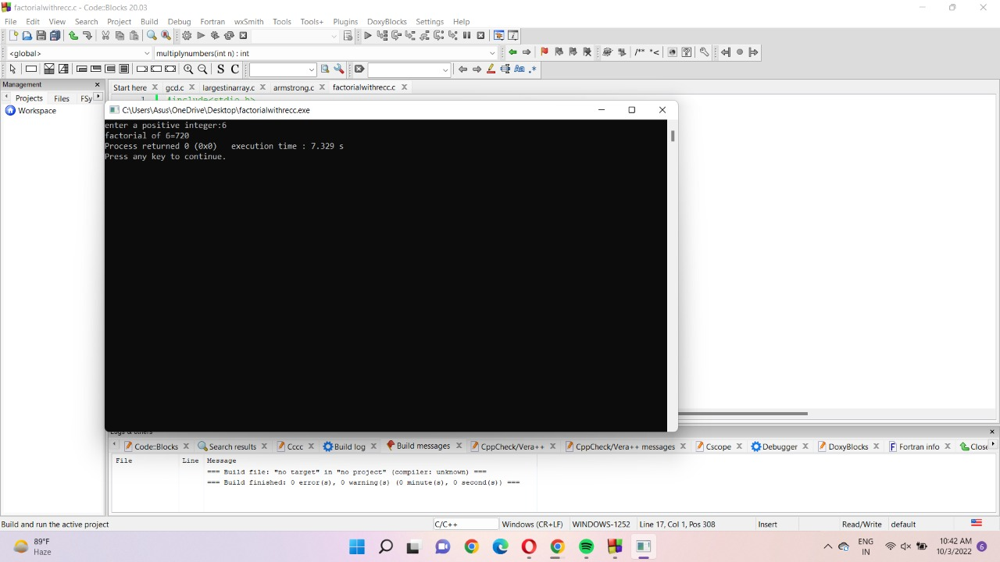 factorialwithrecc.c - Code::Blocks 20.03
File Edit View Search Project Build Debug Fortran wxSmith Tools Tools+ Plugins DoxyBlocks Settings Help
<global> multiplynumbers(int n) : int
/** *<
S C Aa .*
Management
Projects Files FSy
Workspace
Start here gcd.c largestinarray.c armstrong.c factorialwithrecc.c
1 #include<stdio.h>
C:\Users\Asus\OneDrive\Desktop\factorialwithrecc.exe
enter a positive integer:6
factorial of 6=720
Process returned 0 (0x0)   execution time : 7.329 s
Press any key to continue.
Logs & others
Code::Blocks Search results Cccc Build log Build messages CppCheck/Vera++ CppCheck/Vera++ messages Cscope Debugger DoxyBlocks Fortran info Close
File Line Message
=== Build file: "no target" in "no project" (compiler: unknown) ===
=== Build finished: 0 error(s), 0 warning(s) (0 minute(s), 0 second(s)) ===
Build and run the active project C/C++ Windows (CR+LF) WINDOWS-1252 Line 17, Col 1, Pos 308 Insert Read/Write default
89°F
Haze
ENG
IN
10:42 AM
10/3/2022
6